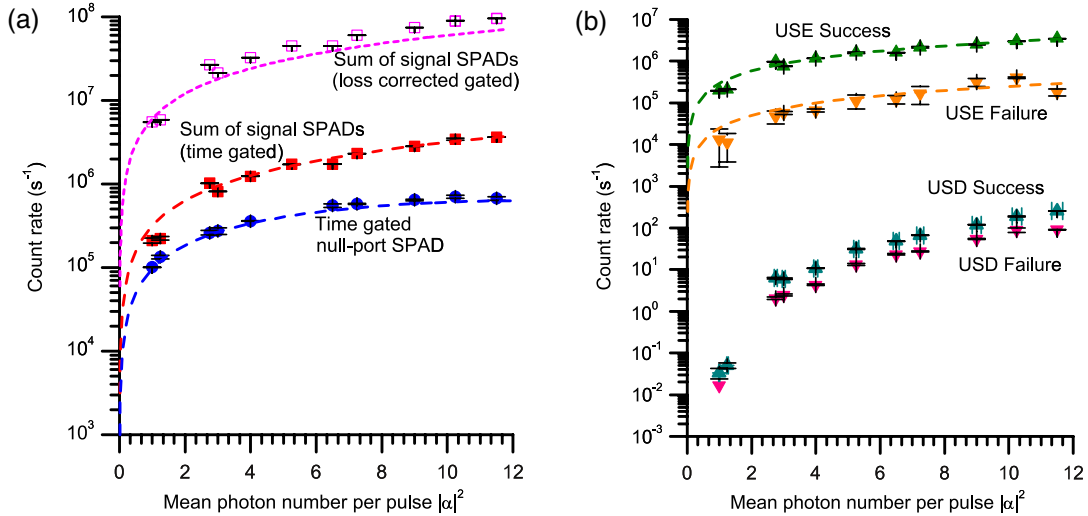 (a)
10^8
10^7
10^6
10^5
10^4
10^3
Count rate (s^-1)
Sum of signal SPADs
(loss corrected gated)
Sum of signal SPADs
(time gated)
Time gated
null-port SPAD
0 2 4 6 8 10 12
Mean photon number per pulse |α|^2
(b)
10^7
10^6
10^5
10^4
10^3
10^2
10^1
10^0
10^-1
10^-2
10^-3
Count rate (s^-1)
USE Success
USE Failure
USD Success
USD Failure
0 2 4 6 8 10 12
Mean photon number per pulse |α|^2